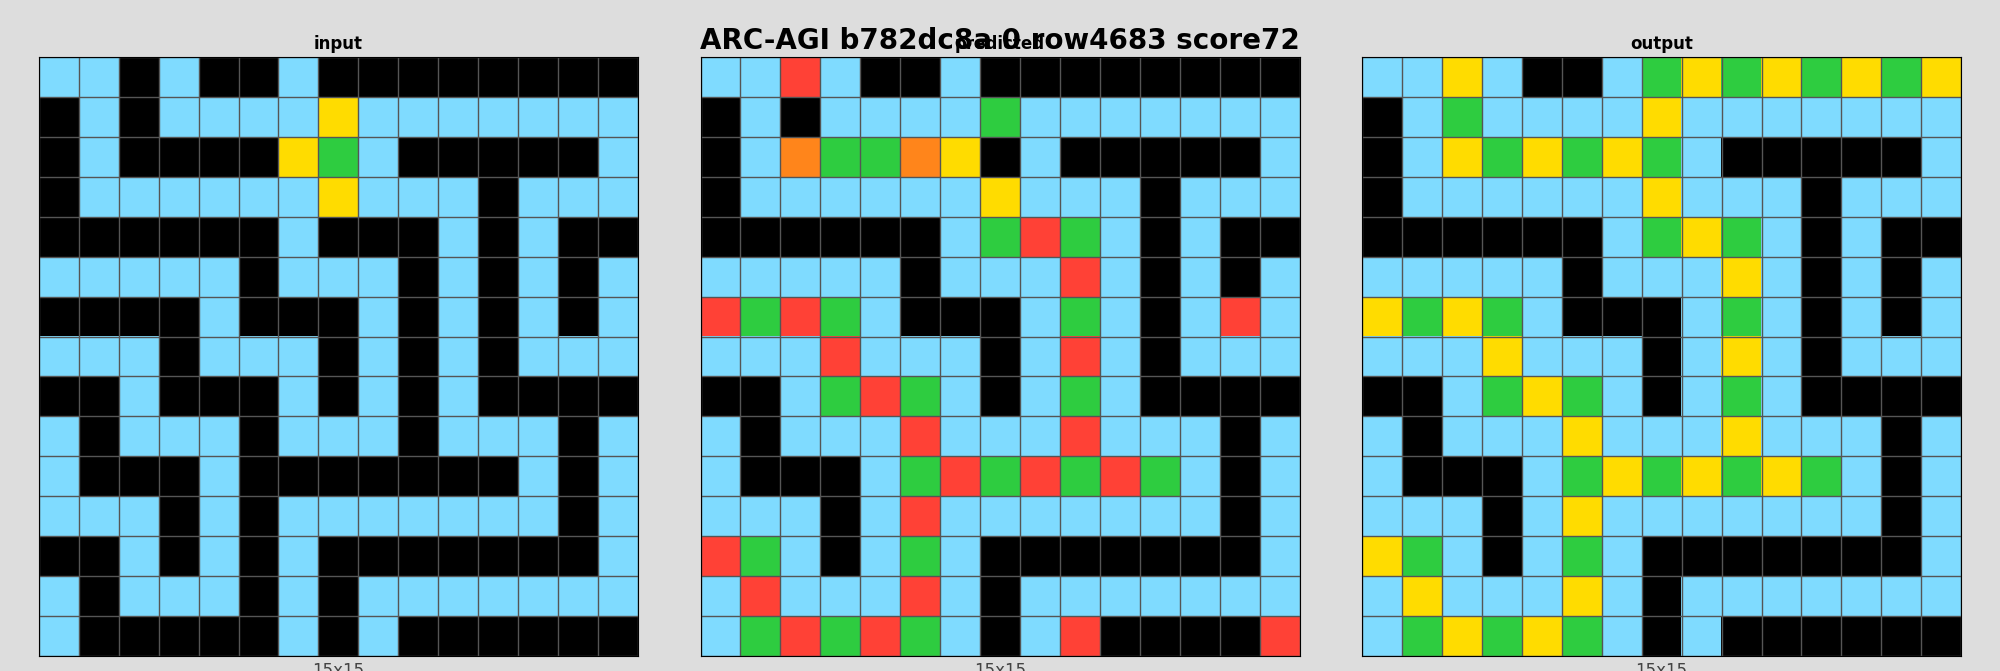 ARC-AGI b782dc8a 0 row4683 score72
input
predicted
output
15x15
15x15
15x15